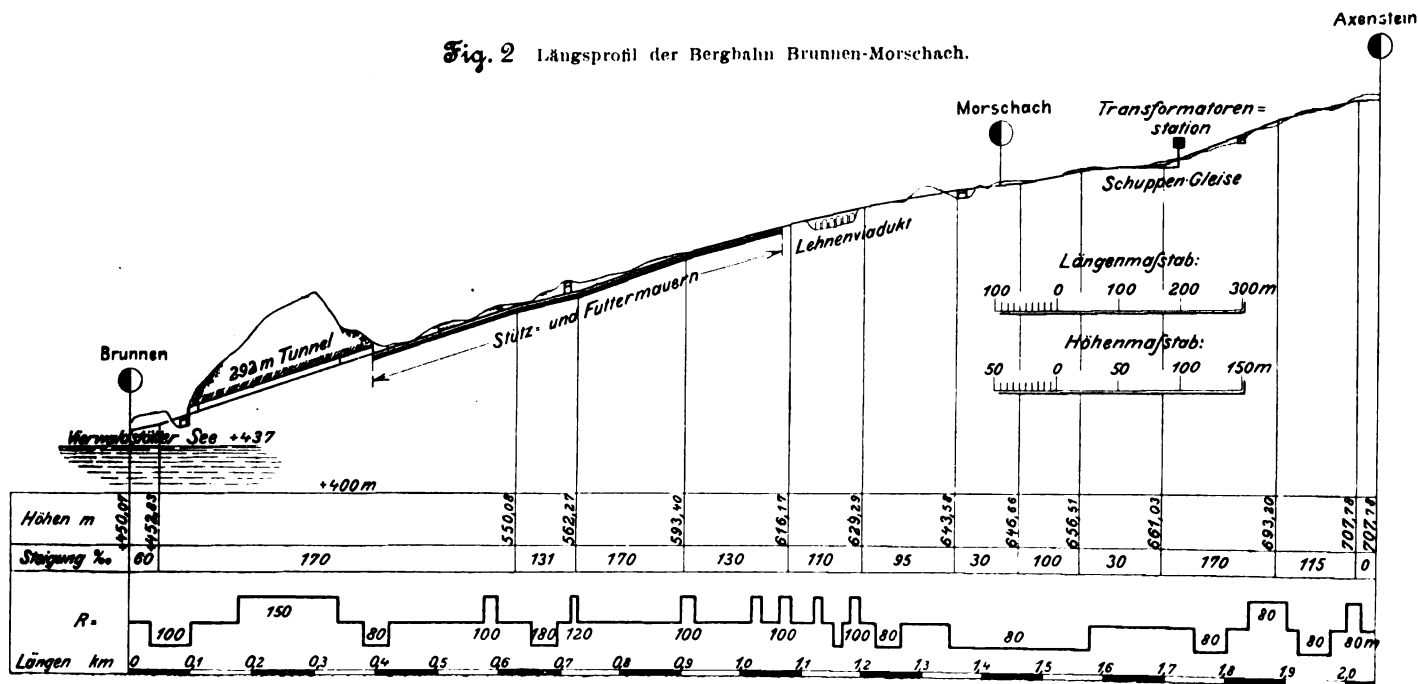 Axenstein
Fig. 2 Längsprofil der Bergbahn Brunnen-Morschach.
Morschach
Transformatoren=
station
Schuppen-Gleise
Lehnenviadukt
Stütz- und Futtermauern
Längenmaßstab:
100 0 100 200 300 m
Höhenmaßstab:
50 0 50 100 150 m
292 m Tunnel
Brunnen
Vierwaldstätter See +437
+400 m
Höhen m +450,07 +452,83 550,08 562,27 593,40 616,17 629,29 643,58 646,66 656,51 661,03 693,20 707,78 707,78
Steigung ‰ 60 170 131 170 130 110 95 30 100 30 170 115 0
R = 100 150 80 100 180 120 100 100 100 80 80 80 80 80 80 m
Längen km 0 0,1 0,2 0,3 0,4 0,5 0,6 0,7 0,8 0,9 1,0 1,1 1,2 1,3 1,4 1,5 1,6 1,7 1,8 1,9 2,0